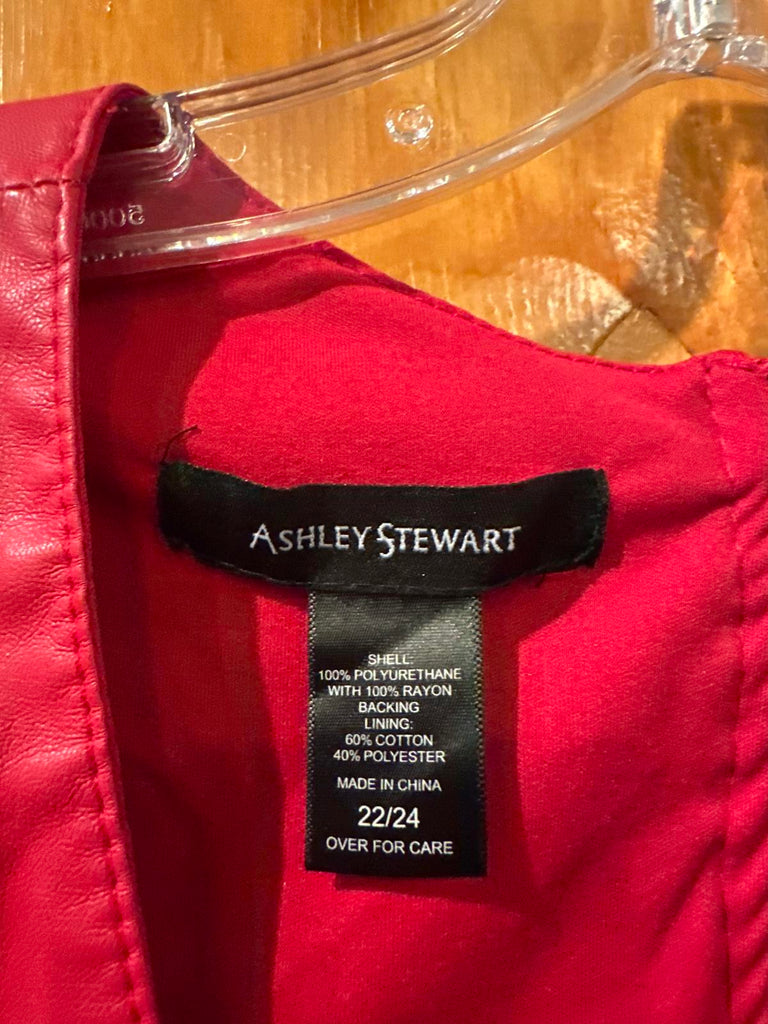 ASHLEY STEWART
SHELL:
100% POLYURETHANE
WITH 100% RAYON
BACKING
LINING:
60% COTTON
40% POLYESTER
MADE IN CHINA
22/24
OVER FOR CARE